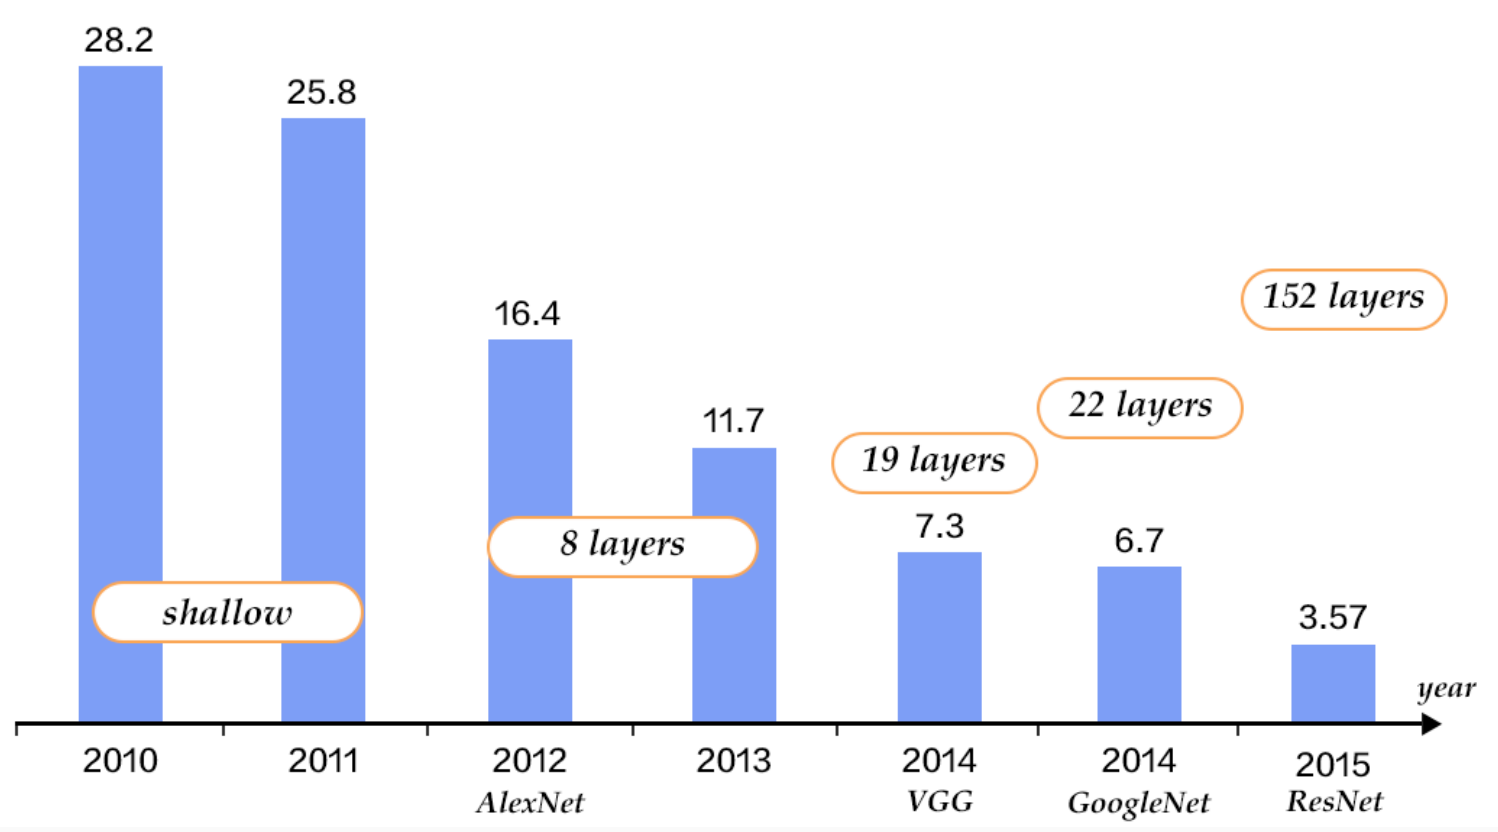 28.2
25.8
16.4
11.7
7.3
6.7
3.57
shallow
8 layers
19 layers
22 layers
152 layers
year
2010
2011
2012
AlexNet
2013
2014
VGG
2014
GoogleNet
2015
ResNet